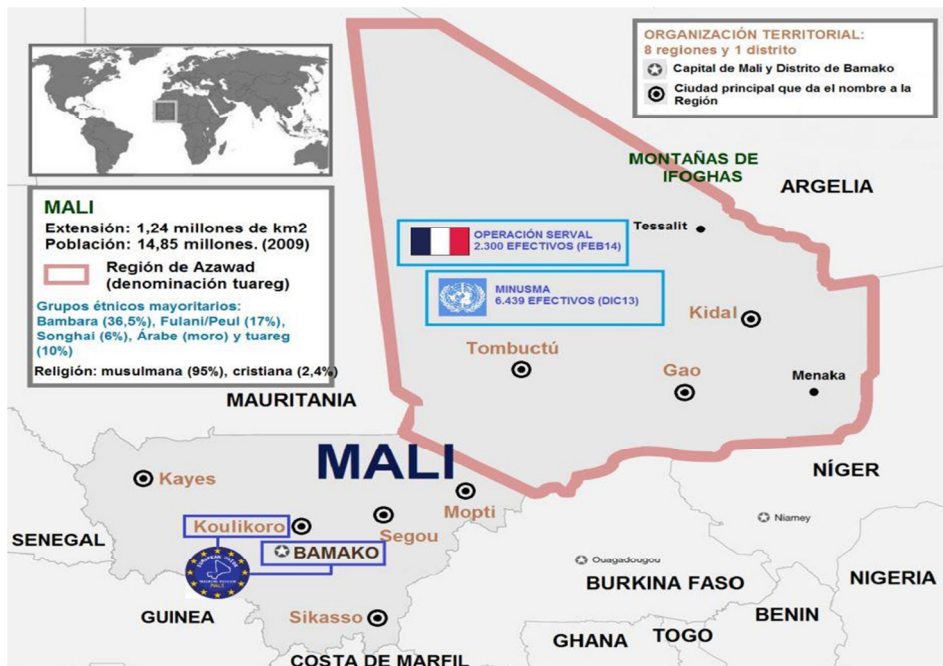 ORGANIZACIÓN TERRITORIAL:
8 regiones y 1 distrito
Capital de Mali y Distrito de Bamako
Ciudad principal que da el nombre a la
Región
MONTAÑAS DE
IFOGHAS
ARGELIA
MALI
Extensión: 1,24 millones de km2
Población: 14,85 millones. (2009)
Región de Azawad
(denominación tuareg)
Grupos étnicos mayoritarios:
Bambara (36,5%), Fulani/Peul (17%),
Songhai (6%), Árabe (moro) y tuareg
(10%)
Religión: musulmana (95%), cristiana (2,4%)
Tessalit
OPERACIÓN SERVAL
2.300 EFECTIVOS (FEB14)
MINUSMA
6.439 EFECTIVOS (DIC13)
Kidal
Tombuctú
Gao
Menaka
MAURITANIA
MALI
NÍGER
Kayes
Mopti
Koulikoro
Segou
Niamey
SENEGAL
BAMAKO
Ouagadougou
BURKINA FASO
NIGERIA
MALI
GUINEA
Sikasso
BENIN
GHANA
TOGO
COSTA DE MARFIL